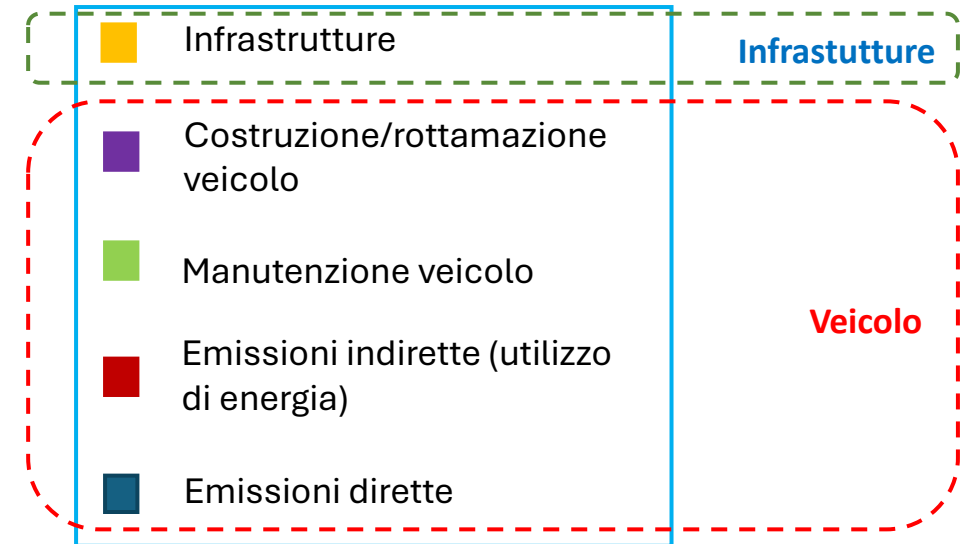 Infrastrutture
Infrastutture
Costruzione/rottamazione
veicolo
Manutenzione veicolo
Veicolo
Emissioni indirette (utilizzo
di energia)
Emissioni dirette